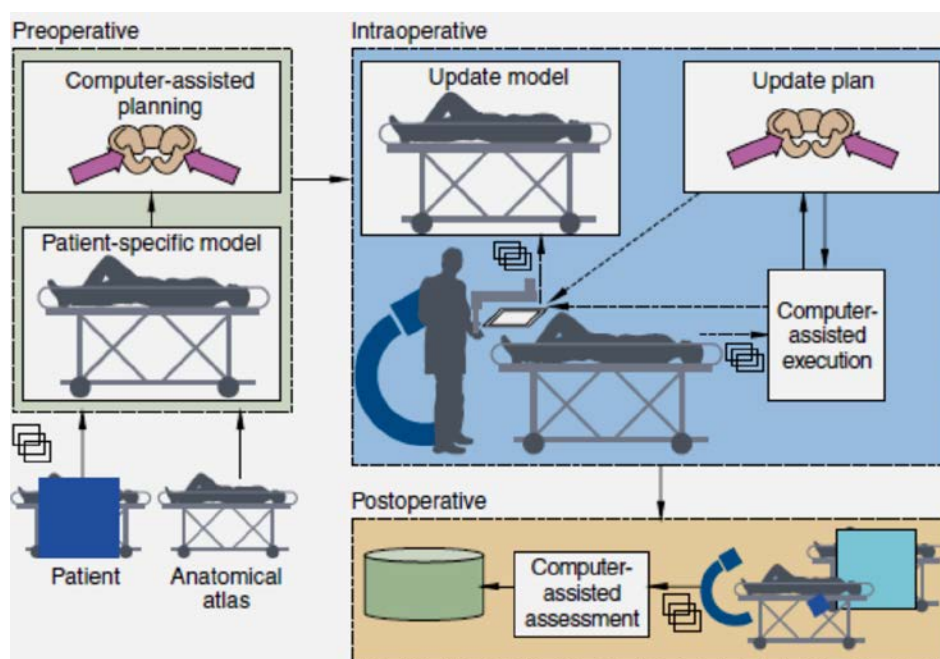 Preoperative
Computer-assisted
planning
Patient-specific model
Patient
Anatomical
atlas
Intraoperative
Update model
Update plan
Computer-
assisted
execution
Postoperative
Computer-
assisted
assessment